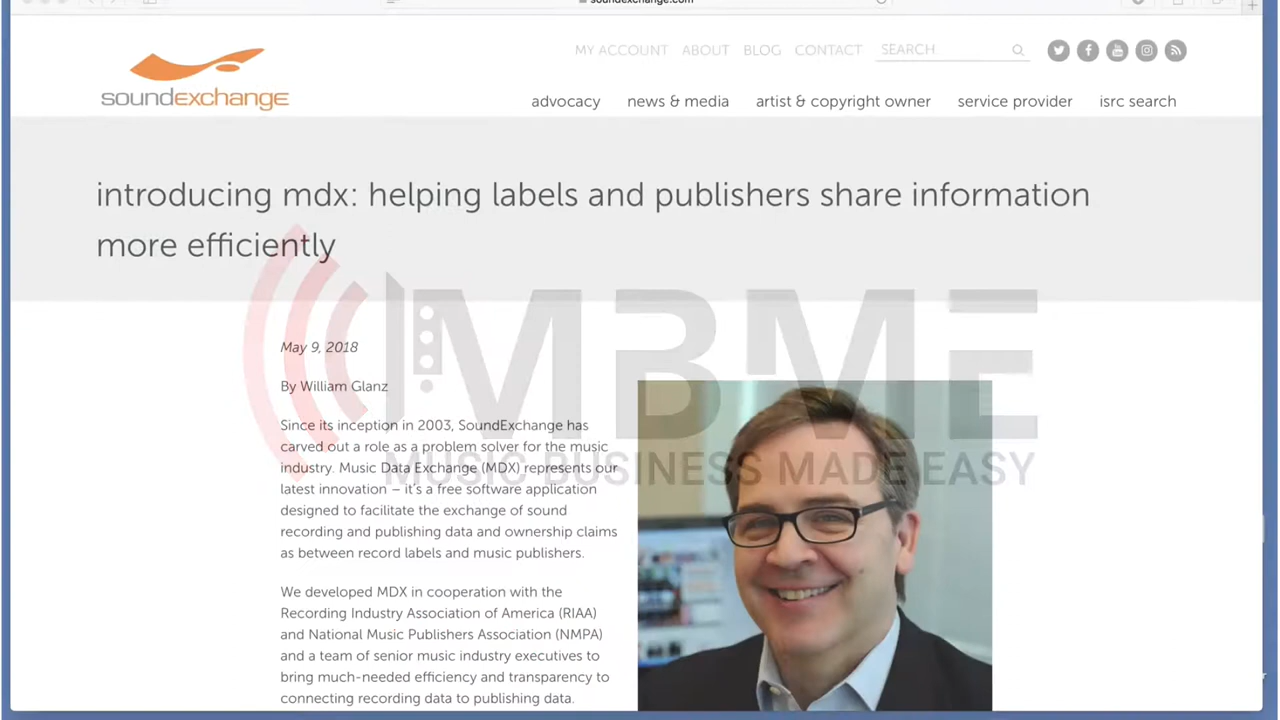 soundexchange.com
MY ACCOUNT ABOUT BLOG CONTACT SEARCH
soundexchange
advocacy news & media artist & copyright owner service provider isrc search
introducing mdx: helping labels and publishers share information
more efficiently
May 9, 2018
By William Glanz
MBME
MUSIC BUSINESS MADE EASY
Since its inception in 2003, SoundExchange has
carved out a role as a problem solver for the music
industry. Music Data Exchange (MDX) represents our
latest innovation – it's a free software application
designed to facilitate the exchange of sound
recording and publishing data and ownership claims
as between record labels and music publishers.
We developed MDX in cooperation with the
Recording Industry Association of America (RIAA)
and National Music Publishers Association (NMPA)
and a team of senior music industry executives to
bring much-needed efficiency and transparency to
connecting recording data to publishing data.